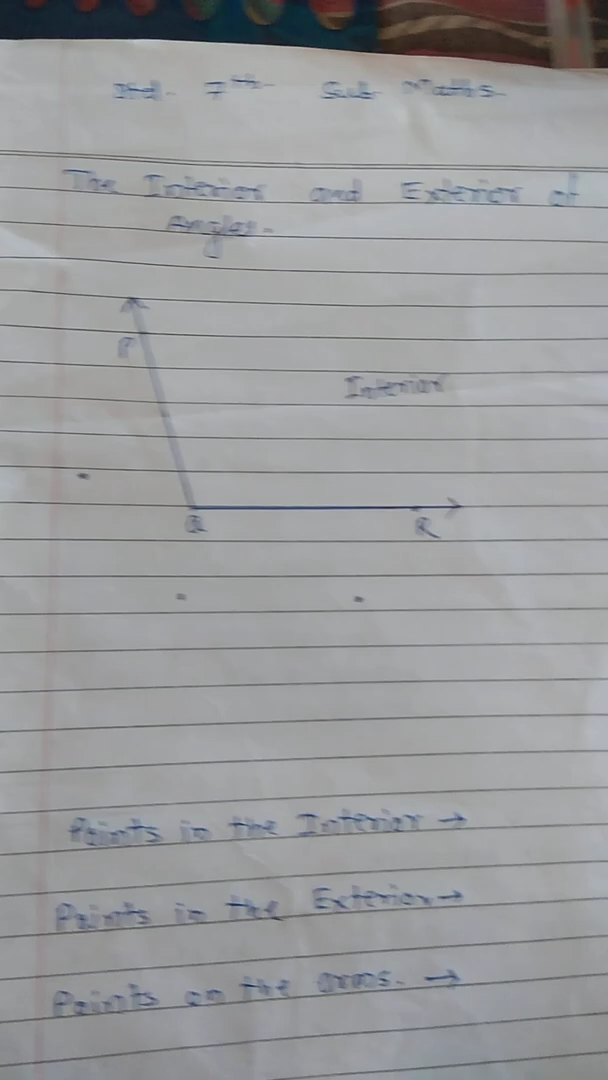 Std. 7th Sub Maths.
The Interior and Exterior of
Angles.
P
Interior
Q
R
Points in the Interior →
Points in the Exterior →
Points on the arms. →